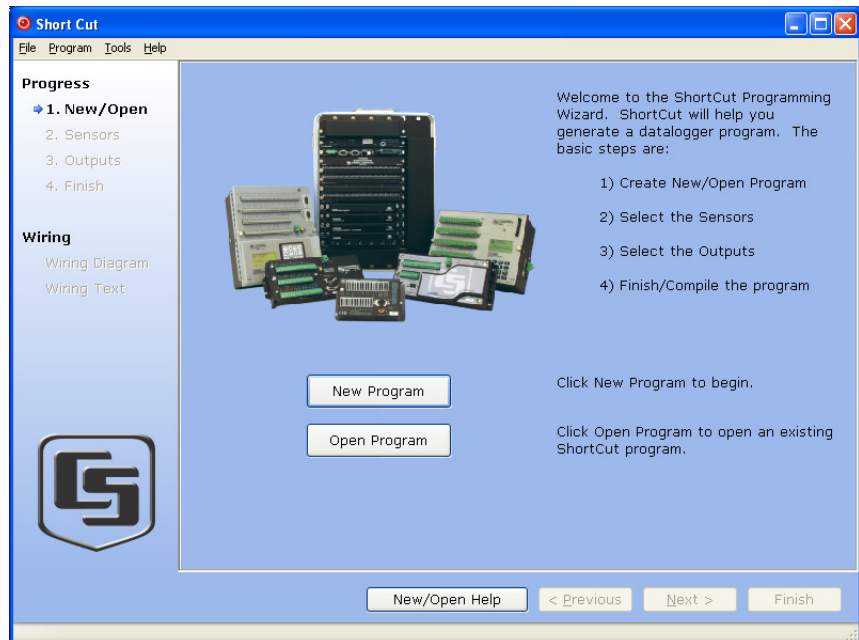 Short Cut
File Program Tools Help
Progress
1. New/Open
2. Sensors
3. Outputs
4. Finish
Wiring
Wiring Diagram
Wiring Text
CS
Welcome to the ShortCut Programming
Wizard. ShortCut will help you
generate a datalogger program. The
basic steps are:
1) Create New/Open Program
2) Select the Sensors
3) Select the Outputs
4) Finish/Compile the program
New Program
Click New Program to begin.
Open Program
Click Open Program to open an existing
ShortCut program.
New/Open Help
< Previous
Next >
Finish